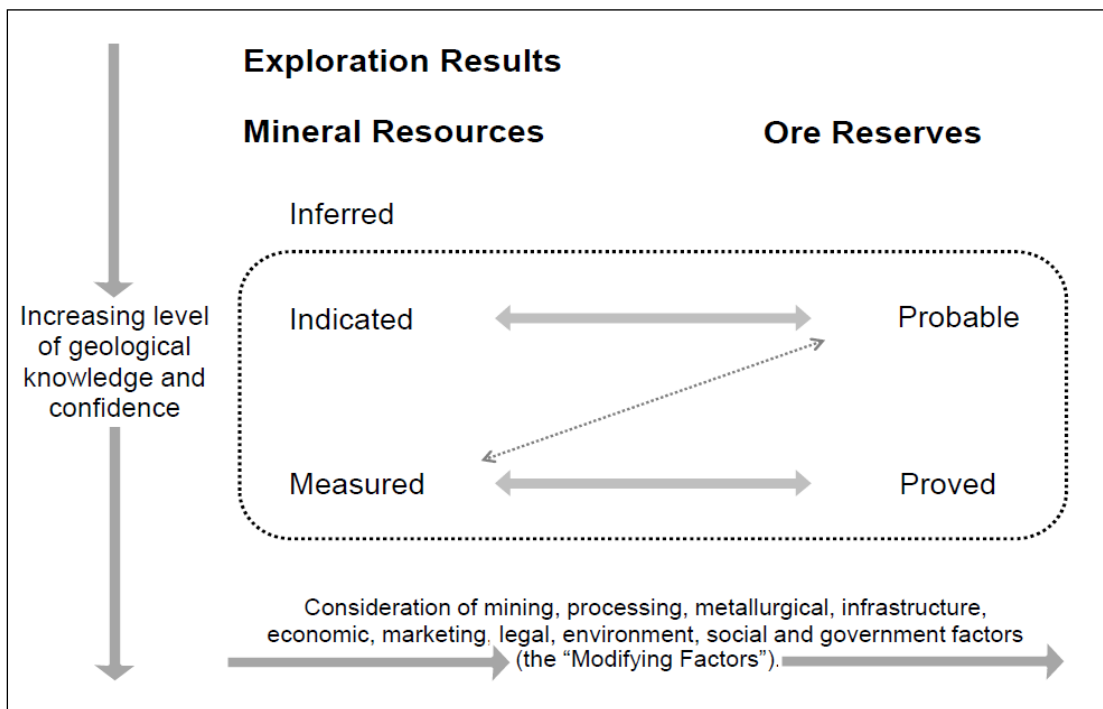 Exploration Results
Mineral Resources
Ore Reserves
Inferred
Increasing level
of geological
knowledge and
confidence
Indicated
Probable
Measured
Proved
Consideration of mining, processing, metallurgical, infrastructure,
economic, marketing, legal, environment, social and government factors
(the “Modifying Factors”).